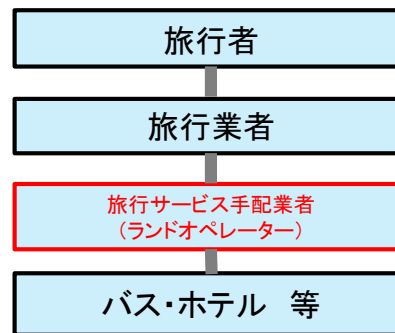 旅行者
旅行業者
旅行サービス手配業者
（ランドオペレーター）
バス・ホテル　等